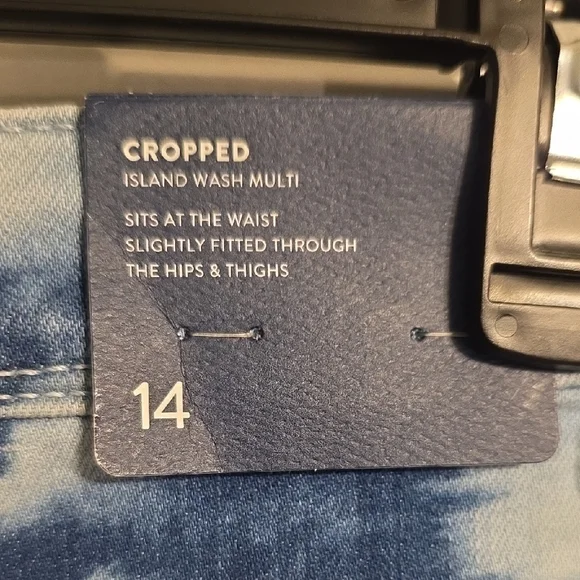 CROPPED
ISLAND WASH MULTI
SITS AT THE WAIST
SLIGHTLY FITTED THROUGH
THE HIPS & THIGHS
14